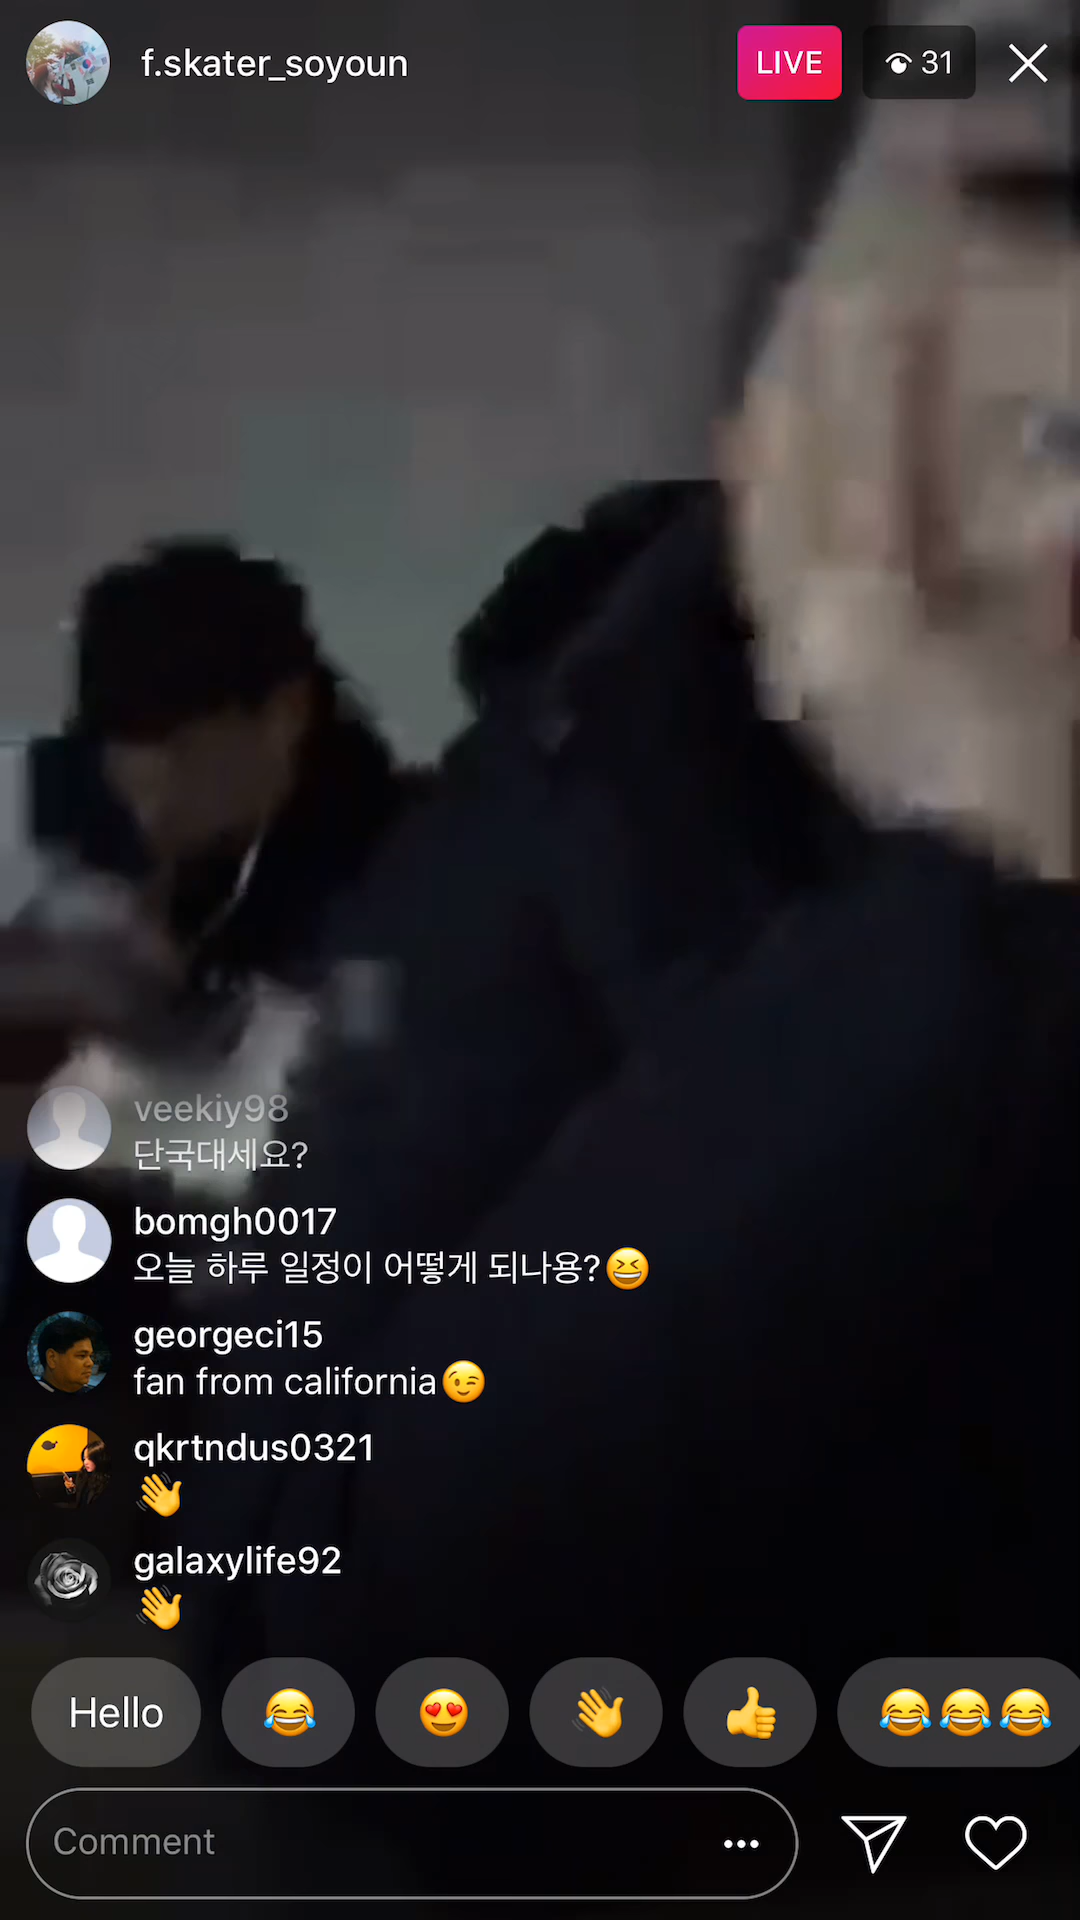 f.skater_soyoun
LIVE
31
veekiy98
단국대세요?
bomgh0017
오늘 하루 일정이 어떻게 되나용?😆
georgeci15
fan from california😉
qkrtndus0321
👋
galaxylife92
👋
Hello 😂 😍 👋 👍 😂😂😂
Comment